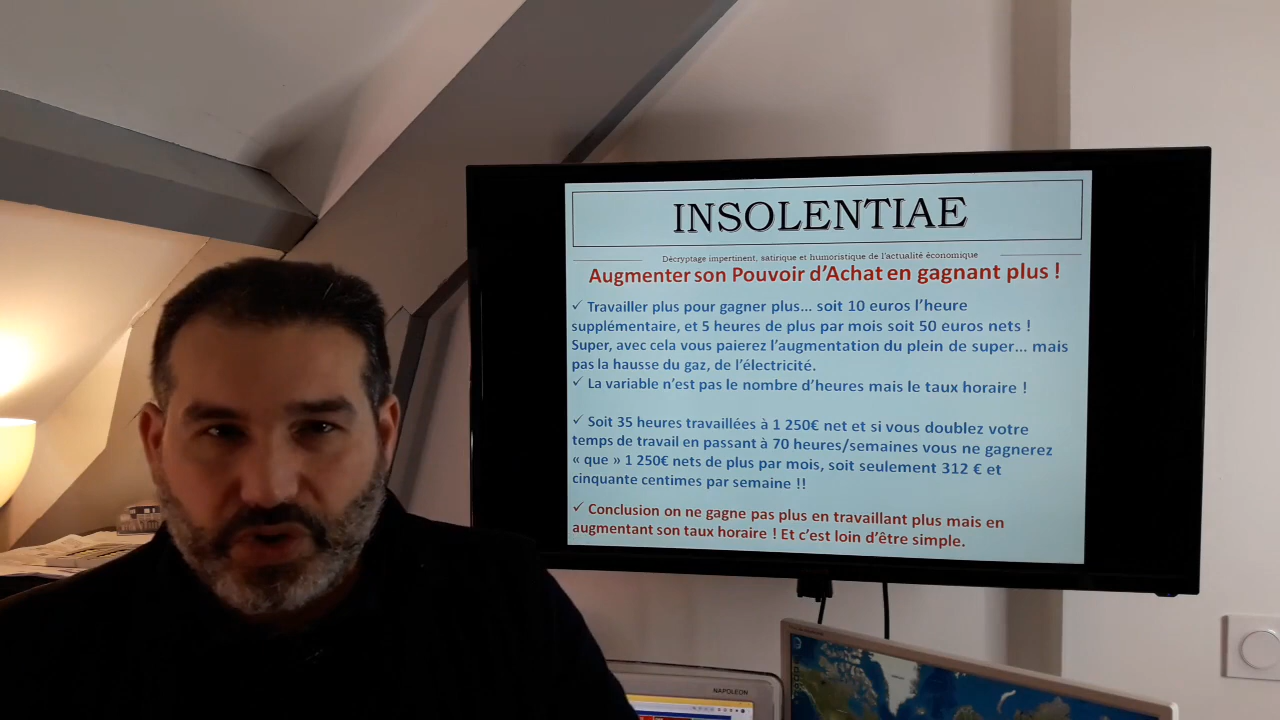 INSOLENTIAE
Décryptage impertinent, satirique et humoristique de l'actualité économique
Augmenter son Pouvoir d'Achat en gagnant plus !
✓ Travailler plus pour gagner plus... soit 10 euros l'heure
supplémentaire, et 5 heures de plus par mois soit 50 euros nets !
Super, avec cela vous paierez l'augmentation du plein de super... mais
pas la hausse du gaz, de l'électricité.
✓ La variable n'est pas le nombre d'heures mais le taux horaire !
✓ Soit 35 heures travaillées à 1 250€ net et si vous doublez votre
temps de travail en passant à 70 heures/semaines vous ne gagnerez
« que » 1 250€ nets de plus par mois, soit seulement 312 € et
cinquante centimes par semaine !!
✓ Conclusion on ne gagne pas plus en travaillant plus mais en
augmentant son taux horaire ! Et c'est loin d'être simple.
NAPOLEON